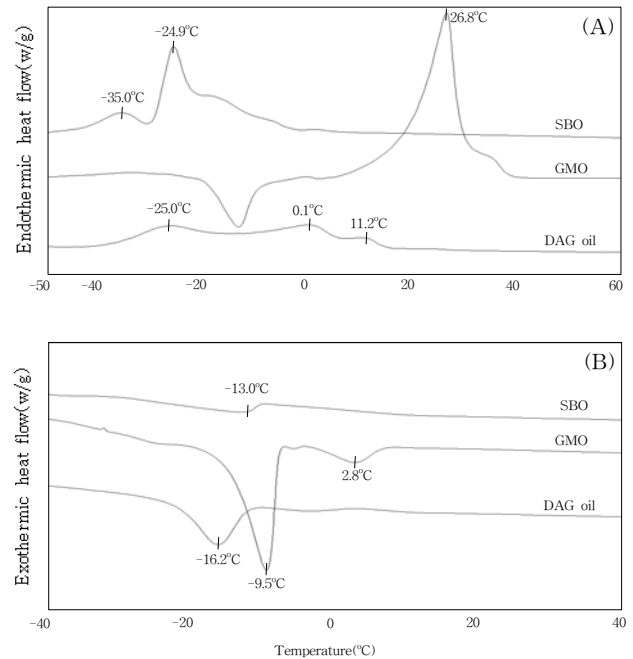 (A)
Endothermic heat flow(w/g)
-24.9°C
26.8°C
-35.0°C
SBO
GMO
-25.0°C
0.1°C
11.2°C
DAG oil
-50 -40 -20 0 20 40 60
(B)
Exothermic heat flow(w/g)
-13.0°C
SBO
GMO
2.8°C
DAG oil
-16.2°C
-9.5°C
-40 -20 0 20 40
Temperature(°C)